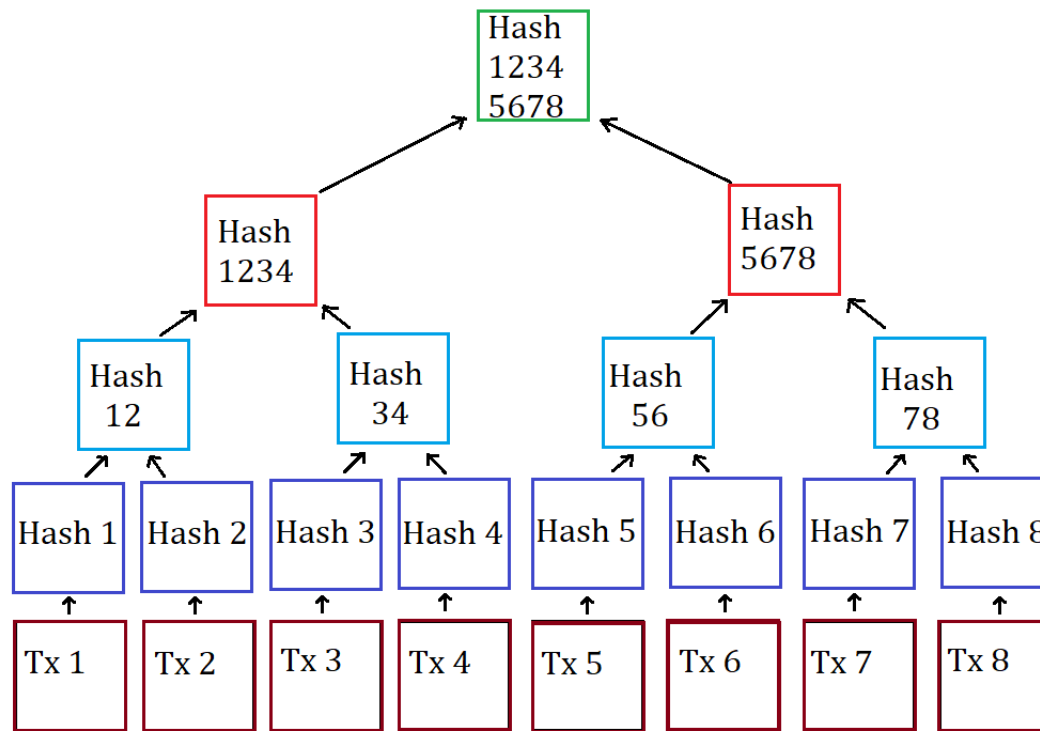 Hash
1234
5678
Hash
1234
Hash
5678
Hash
12
Hash
34
Hash
56
Hash
78
Hash 1
Hash 2
Hash 3
Hash 4
Hash 5
Hash 6
Hash 7
Hash 8
Tx 1
Tx 2
Tx 3
Tx 4
Tx 5
Tx 6
Tx 7
Tx 8